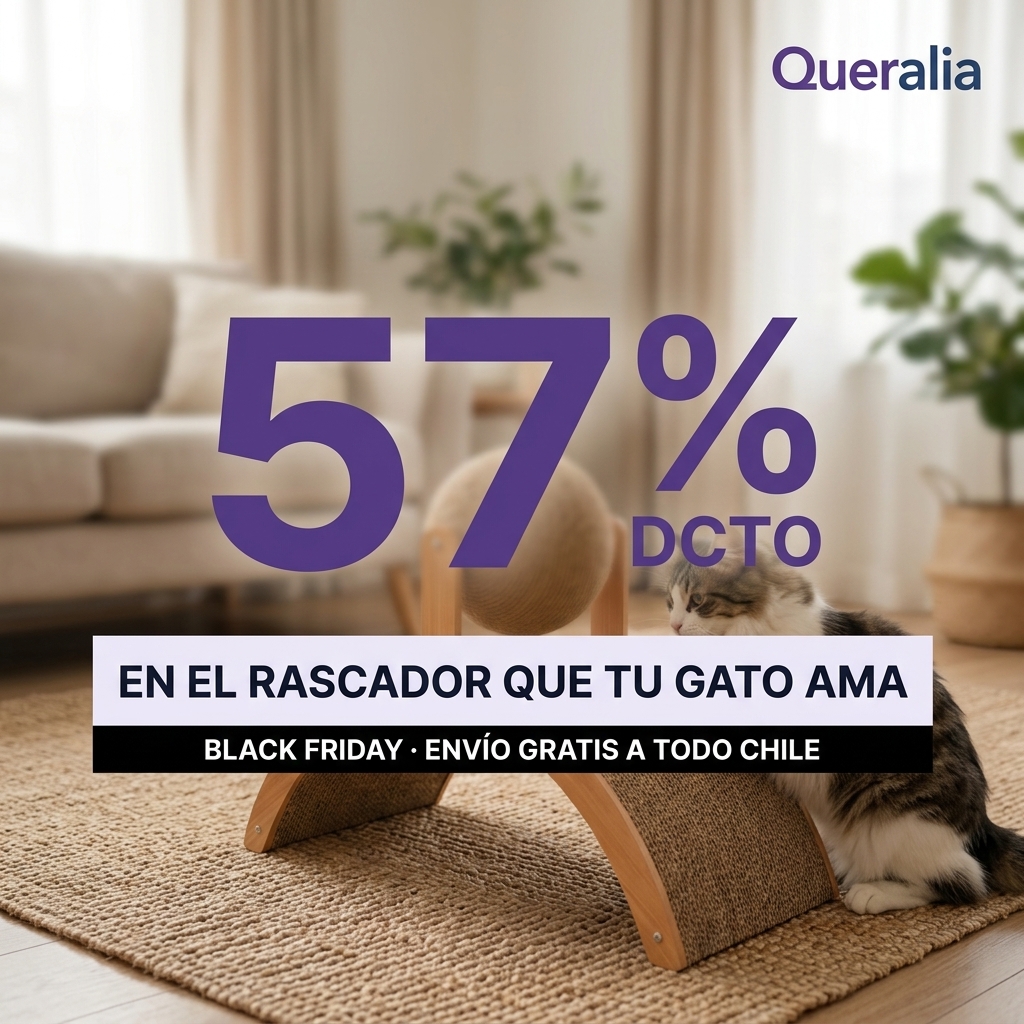 Queralia
57%
DCTO
EN EL RASCADOR QUE TU GATO AMA
BLACK FRIDAY · ENVÍO GRATIS A TODO CHILE